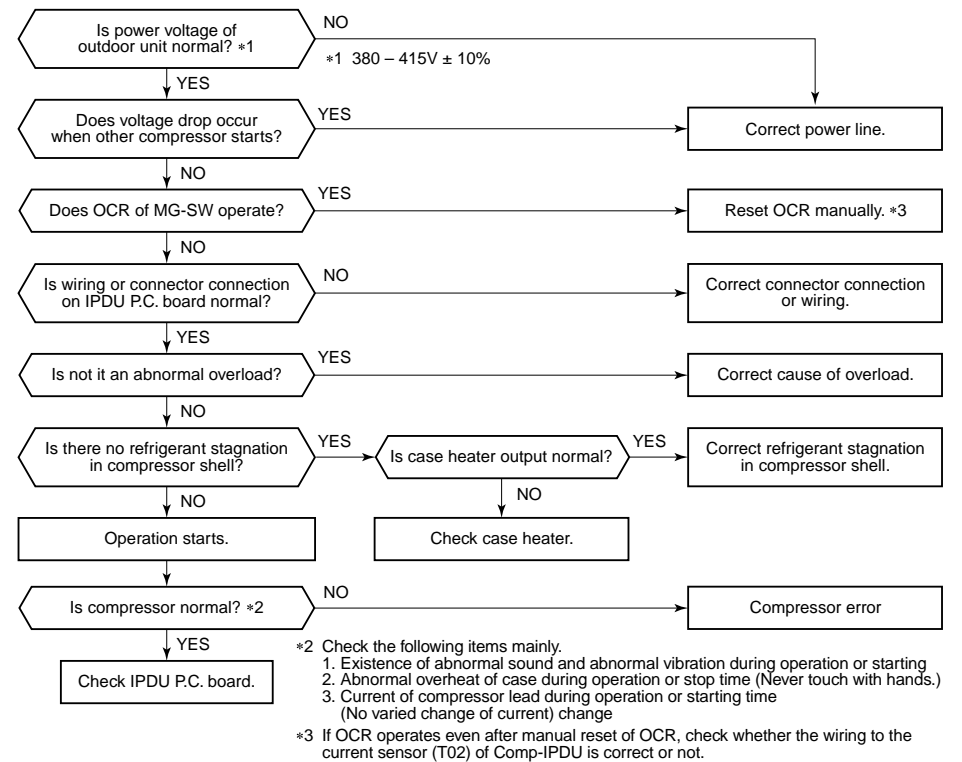 Is power voltage of
outdoor unit normal? *1
NO
*1 380 – 415V ± 10%
YES
Does voltage drop occur
when other compressor starts?
YES
Correct power line.
NO
Does OCR of MG-SW operate?
YES
Reset OCR manually. *3
NO
Is wiring or connector connection
on IPDU P.C. board normal?
NO
Correct connector connection
or wiring.
YES
Is not it an abnormal overload?
YES
Correct cause of overload.
NO
Is there no refrigerant stagnation
in compressor shell?
YES
Is case heater output normal?
YES
Correct refrigerant stagnation
in compressor shell.
NO
NO
Operation starts.
Check case heater.
Is compressor normal? *2
NO
Compressor error
YES
Check IPDU P.C. board.
*2 Check the following items mainly.
1. Existence of abnormal sound and abnormal vibration during operation or starting
2. Abnormal overheat of case during operation or stop time (Never touch with hands.)
3. Current of compressor lead during operation or starting time
(No varied change of current) change
*3 If OCR operates even after manual reset of OCR, check whether the wiring to the
current sensor (T02) of Comp-IPDU is correct or not.